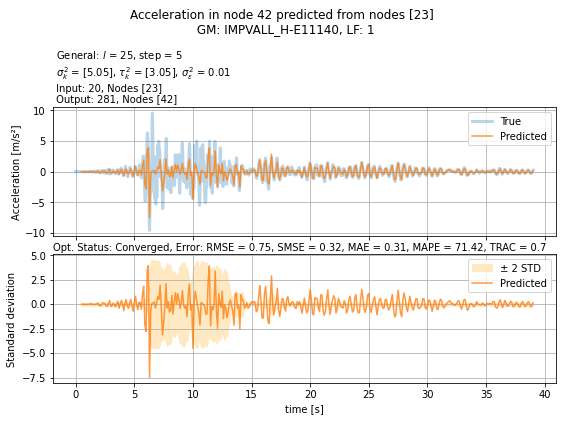 Acceleration in node 42 predicted from nodes [23]
GM: IMPVALL_H-E11140, LF: 1
General: l = 25, step = 5
σ²ₖ = [5.05], τ²ₖ = [3.05], σ²ε = 0.01
Input: 20, Nodes [23]
Output: 281, Nodes [42]
10
5
0
−5
−10
Acceleration [m/s²]
True
Predicted
Opt. Status: Converged, Error: RMSE = 0.75, SMSE = 0.32, MAE = 0.31, MAPE = 71.42, TRAC = 0.7
5.0
2.5
0.0
−2.5
−5.0
−7.5
Standard deviation
± 2 STD
Predicted
0 5 10 15 20 25 30 35 40
time [s]